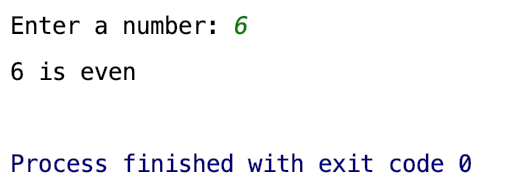 Enter a number: 6
6 is even
Process finished with exit code 0